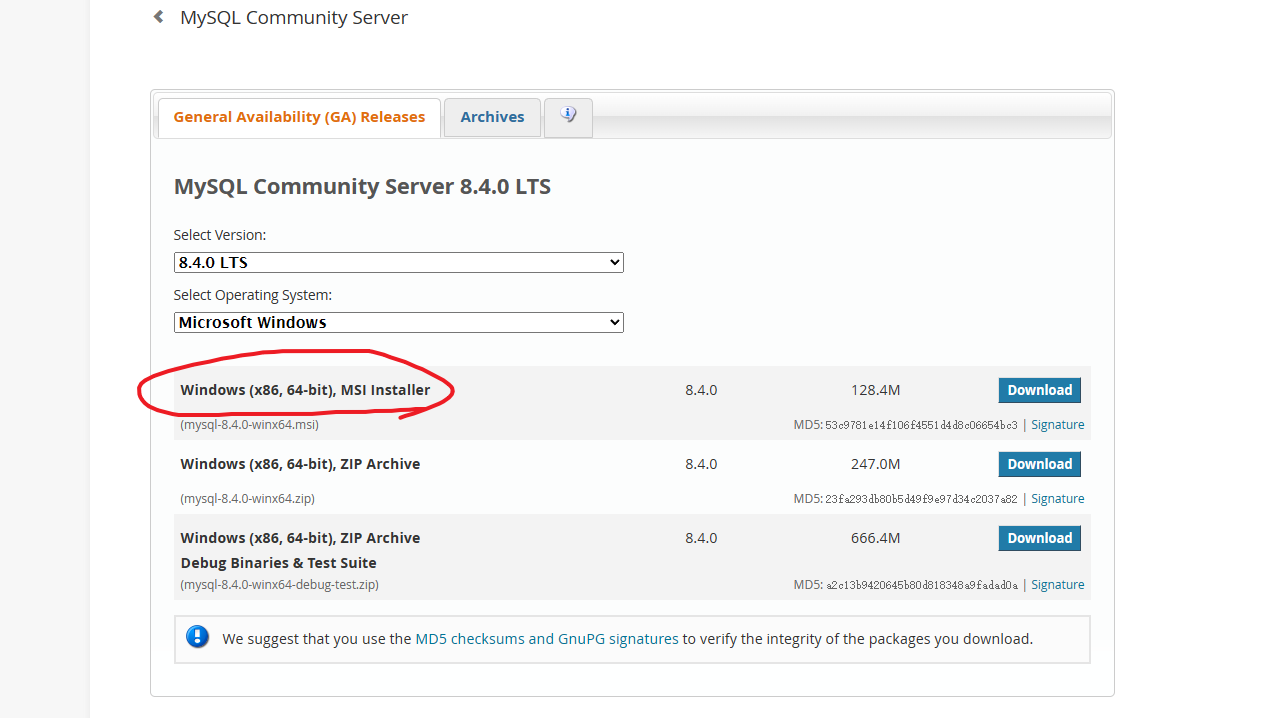 MySQL Community Server
General Availability (GA) Releases Archives
MySQL Community Server 8.4.0 LTS
Select Version:
8.4.0 LTS
Select Operating System:
Microsoft Windows
Windows (x86, 64-bit), MSI Installer 8.4.0 128.4M Download
(mysql-8.4.0-winx64.msi) MD5: 53c9781e14f106f4551d4d8c06654bc3 | Signature
Windows (x86, 64-bit), ZIP Archive 8.4.0 247.0M Download
(mysql-8.4.0-winx64.zip) MD5: 23fa293db80b5d49f9e97d34c2037a82 | Signature
Windows (x86, 64-bit), ZIP Archive 8.4.0 666.4M Download
Debug Binaries & Test Suite
(mysql-8.4.0-winx64-debug-test.zip) MD5: a2c13b9420645b80d818348a9fadad0a | Signature
We suggest that you use the MD5 checksums and GnuPG signatures to verify the integrity of the packages you download.